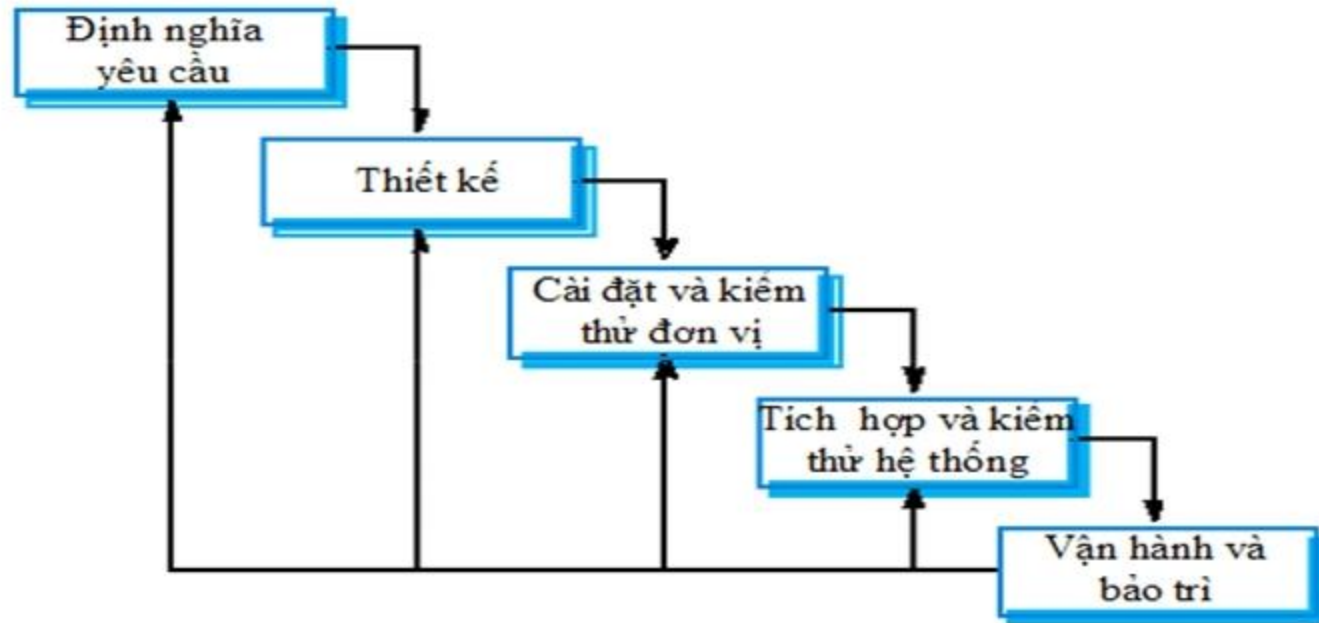 Định nghĩa
yêu cầu
Thiết kế
Cài đặt và kiểm
thử đơn vị
Tích hợp và kiểm
thử hệ thống
Vận hành và
bảo trì